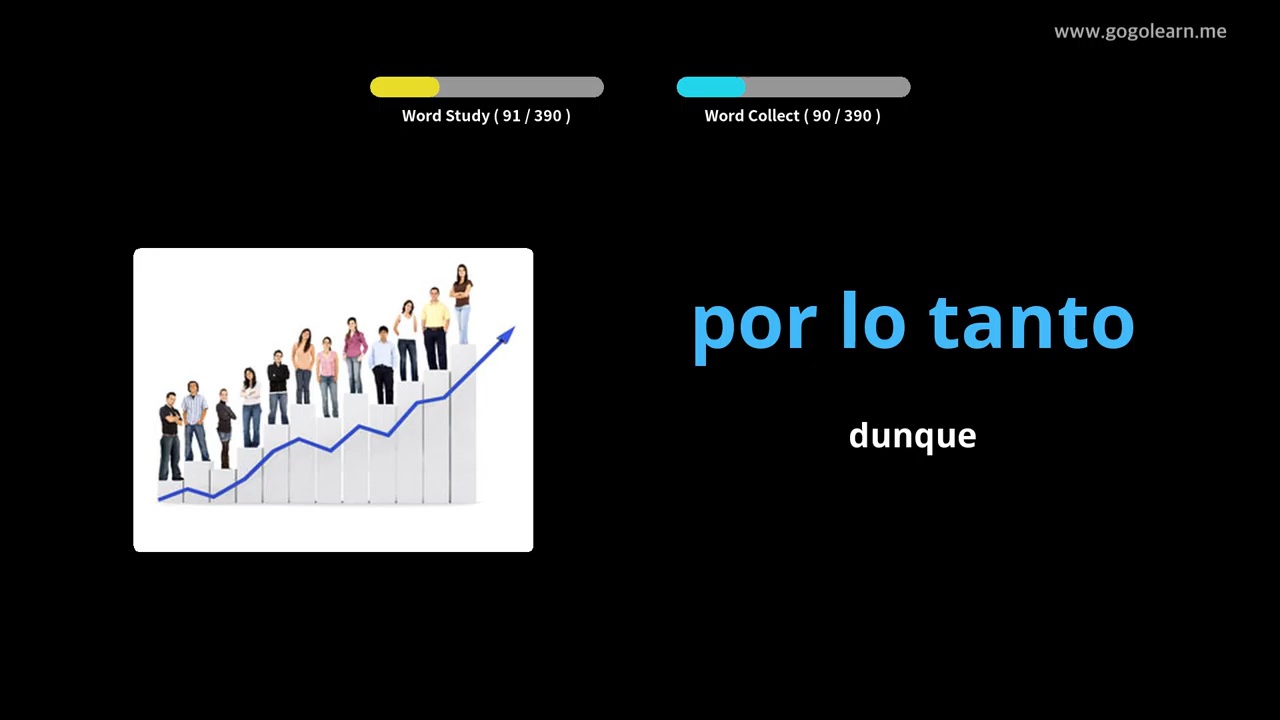 www.gogolearn.me
Word Study ( 91 / 390 )
Word Collect ( 90 / 390 )
por lo tanto
dunque